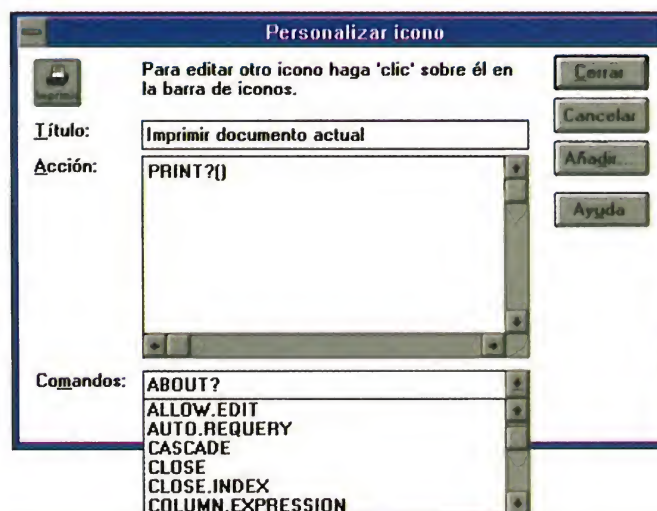 Personalizar icono
Para editar otro icono haga 'clic' sobre él en
la barra de iconos.
Cerrar
Cancelar
Añadir...
Ayuda
Título:
Imprimir documento actual
Acción:
PRINT?()
Comandos:
ABOUT?
ALLOW.EDIT
AUTO.REQUERY
CASCADE
CLOSE
CLOSE.INDEX
COLUMN.EXPRESSION